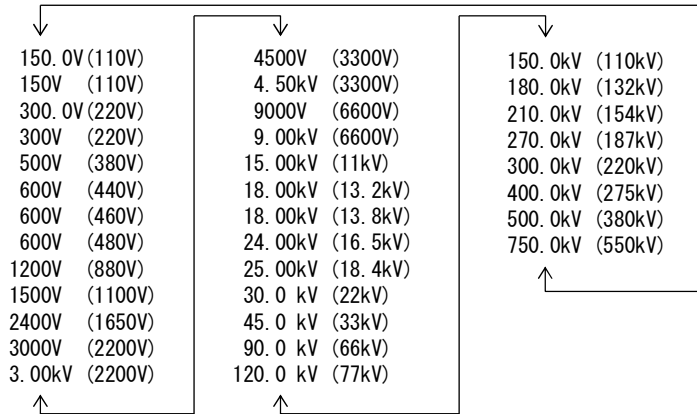 150.0V (110V)
150V (110V)
300.0V (220V)
300V (220V)
500V (380V)
600V (440V)
600V (460V)
600V (480V)
1200V (880V)
1500V (1100V)
2400V (1650V)
3000V (2200V)
3.00kV (2200V)
4500V (3300V)
4.50kV (3300V)
9000V (6600V)
9.00kV (6600V)
15.00kV (11kV)
18.00kV (13.2kV)
18.00kV (13.8kV)
24.00kV (16.5kV)
25.00kV (18.4kV)
30.0 kV (22kV)
45.0 kV (33kV)
90.0 kV (66kV)
120.0 kV (77kV)
150.0kV (110kV)
180.0kV (132kV)
210.0kV (154kV)
270.0kV (187kV)
300.0kV (220kV)
400.0kV (275kV)
500.0kV (380kV)
750.0kV (550kV)